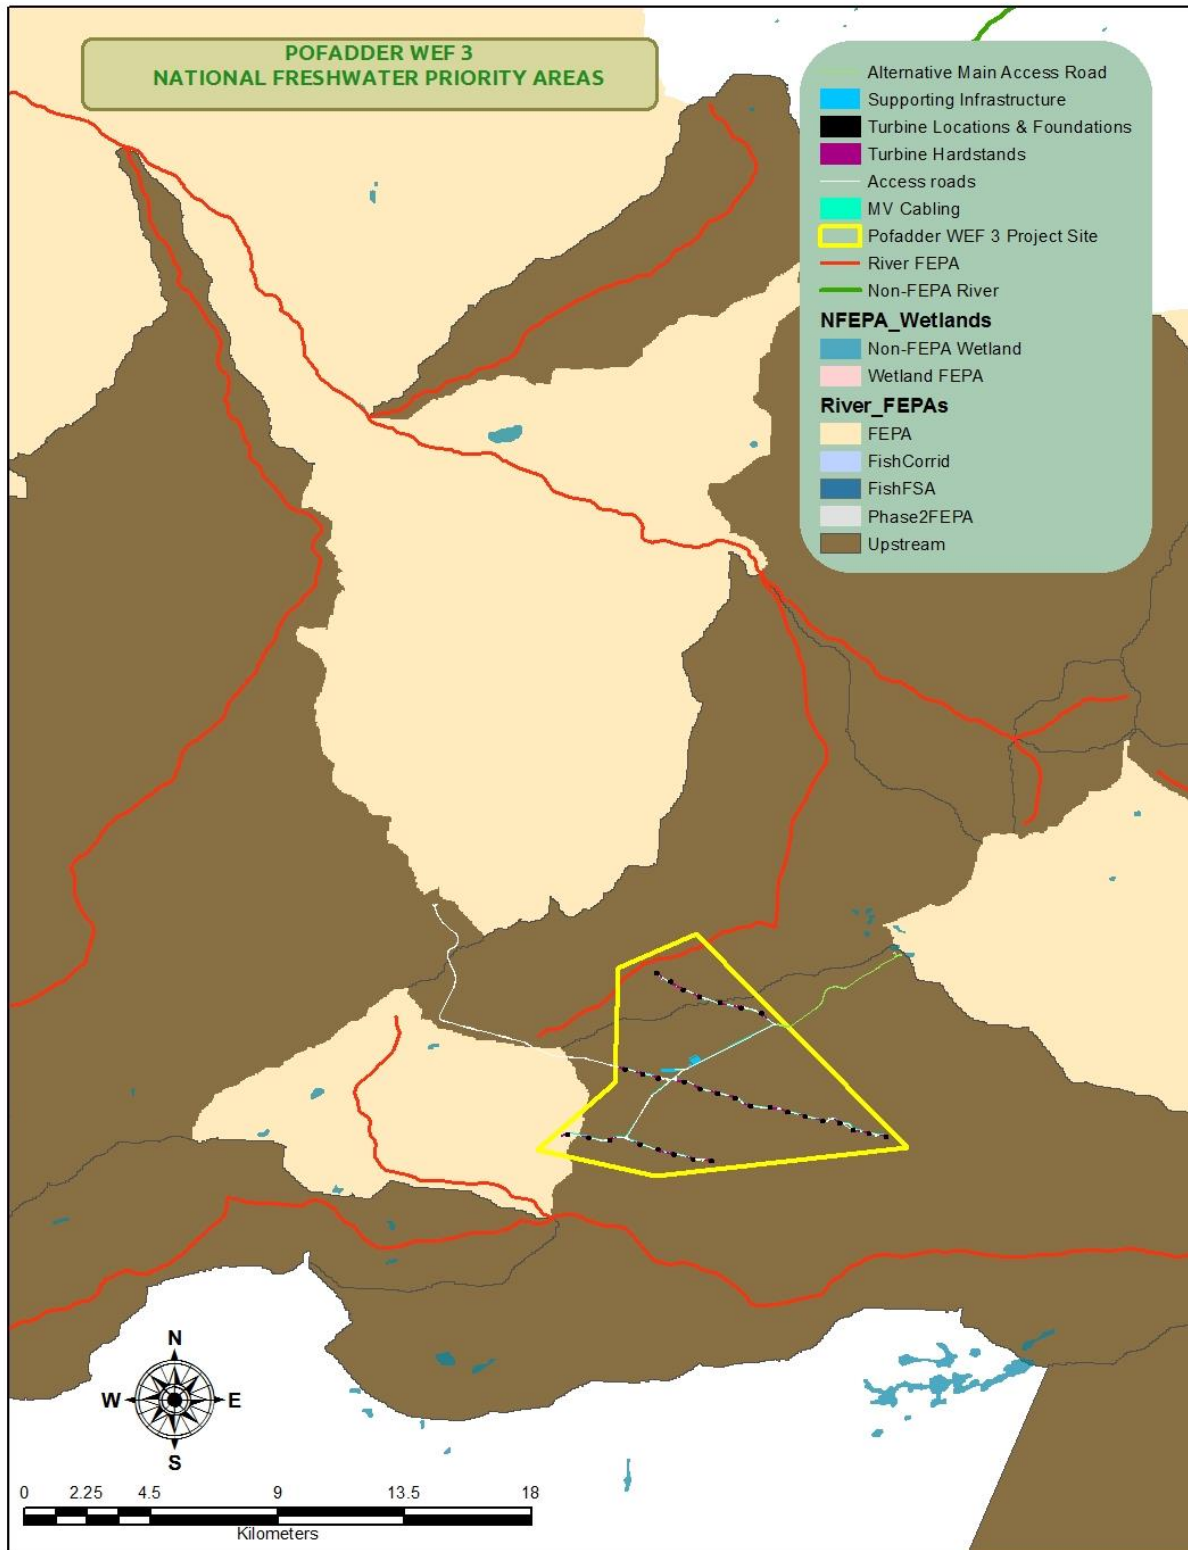 POFADDER WEF 3
NATIONAL FRESHWATER PRIORITY AREAS
Alternative Main Access Road
Supporting Infrastructure
Turbine Locations & Foundations
Turbine Hardstands
Access roads
MV Cabling
Pofadder WEF 3 Project Site
River FEPA
Non-FEPA River
NFEPA_Wetlands
Non-FEPA Wetland
Wetland FEPA
River_FEPAs
FEPA
FishCorrid
FishFSA
Phase2FEPA
Upstream
N
W E
S
0 2.25 4.5 9 13.5 18
Kilometers